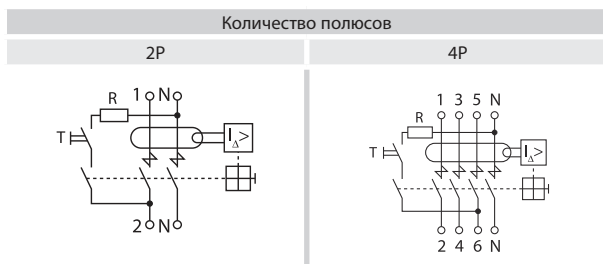 Количество полюсов
2P 4P
1 N
R
T
I Δ >
2 N
1 3 5 N
R
T
I Δ >
2 4 6 N